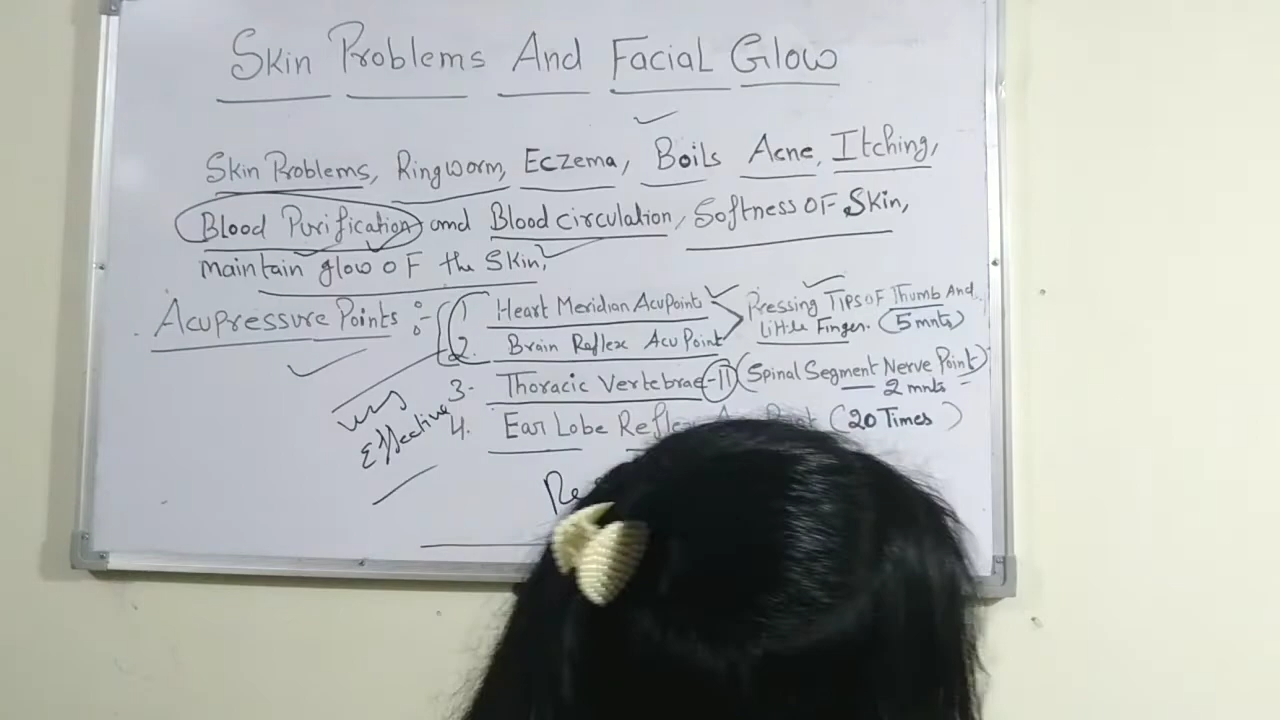 Skin Problems And Facial Glow
Skin Problems, Ringworm, Eczema, Boils Acne, Itching,
Blood Purification and Blood circulation, Softness OF Skin,
maintain glow OF the Skin,
Acupressure Points :-
1 Heart Meridian AcuPoint
2. Brain Reflex Acu Point
Pressing Tips OF Thumb And
Little Finger. (5 mnts)
3- Thoracic Vertebrae-11 (Spinal Segment Nerve Point)
2 mnts
4. Ear Lobe (20 Times)
Effective